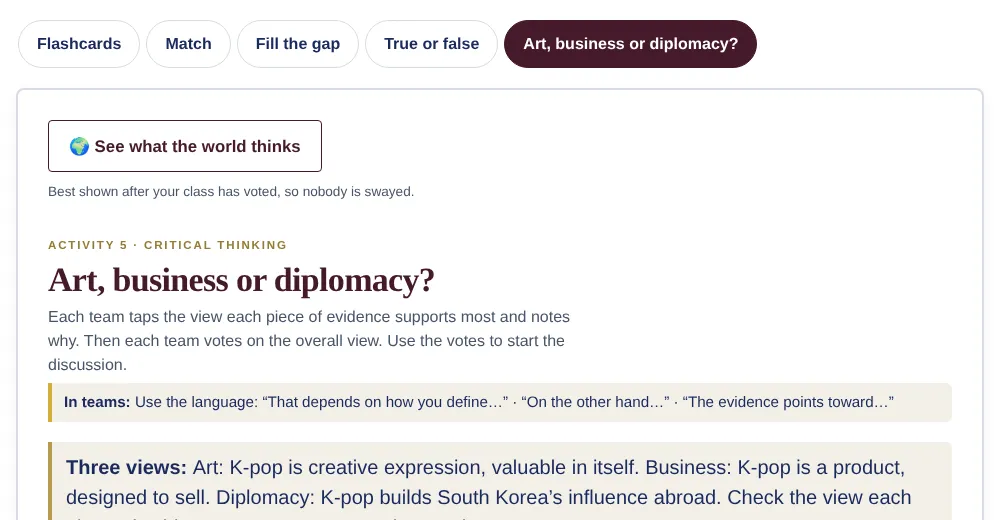 Flashcards
Match
Fill the gap
True or false
Art, business or diplomacy?
🌍 See what the world thinks
Best shown after your class has voted, so nobody is swayed.
ACTIVITY 5 · CRITICAL THINKING
Art, business or diplomacy?
Each team taps the view each piece of evidence supports most and notes
why. Then each team votes on the overall view. Use the votes to start the
discussion.
In teams: Use the language: “That depends on how you define…” · “On the other hand…” · “The evidence points toward…”
Three views: Art: K-pop is creative expression, valuable in itself. Business: K-pop is a product,
designed to sell. Diplomacy: K-pop builds South Korea’s influence abroad. Check the view each